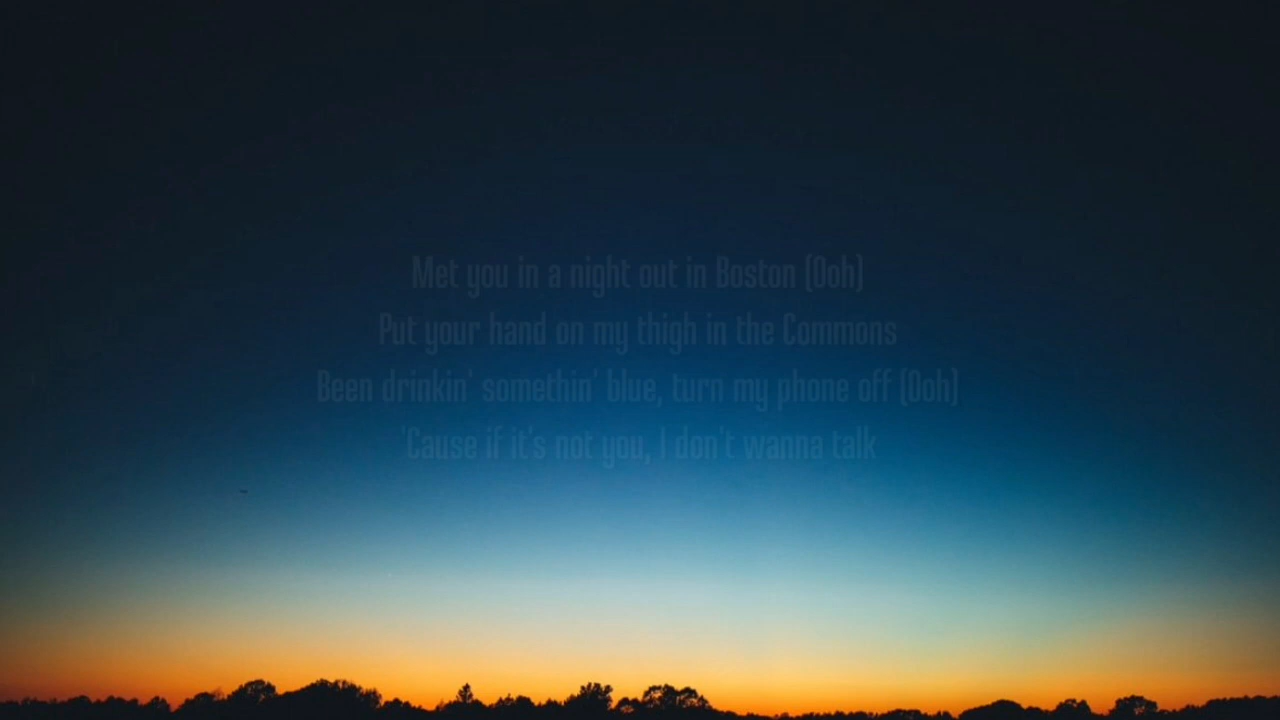 Met you in a night out in Boston (Ooh)
Put your hand on my thigh in the Commons
Been drinkin' somethin' blue, turn my phone off (Ooh)
'Cause if it's not you, I don't wanna talk